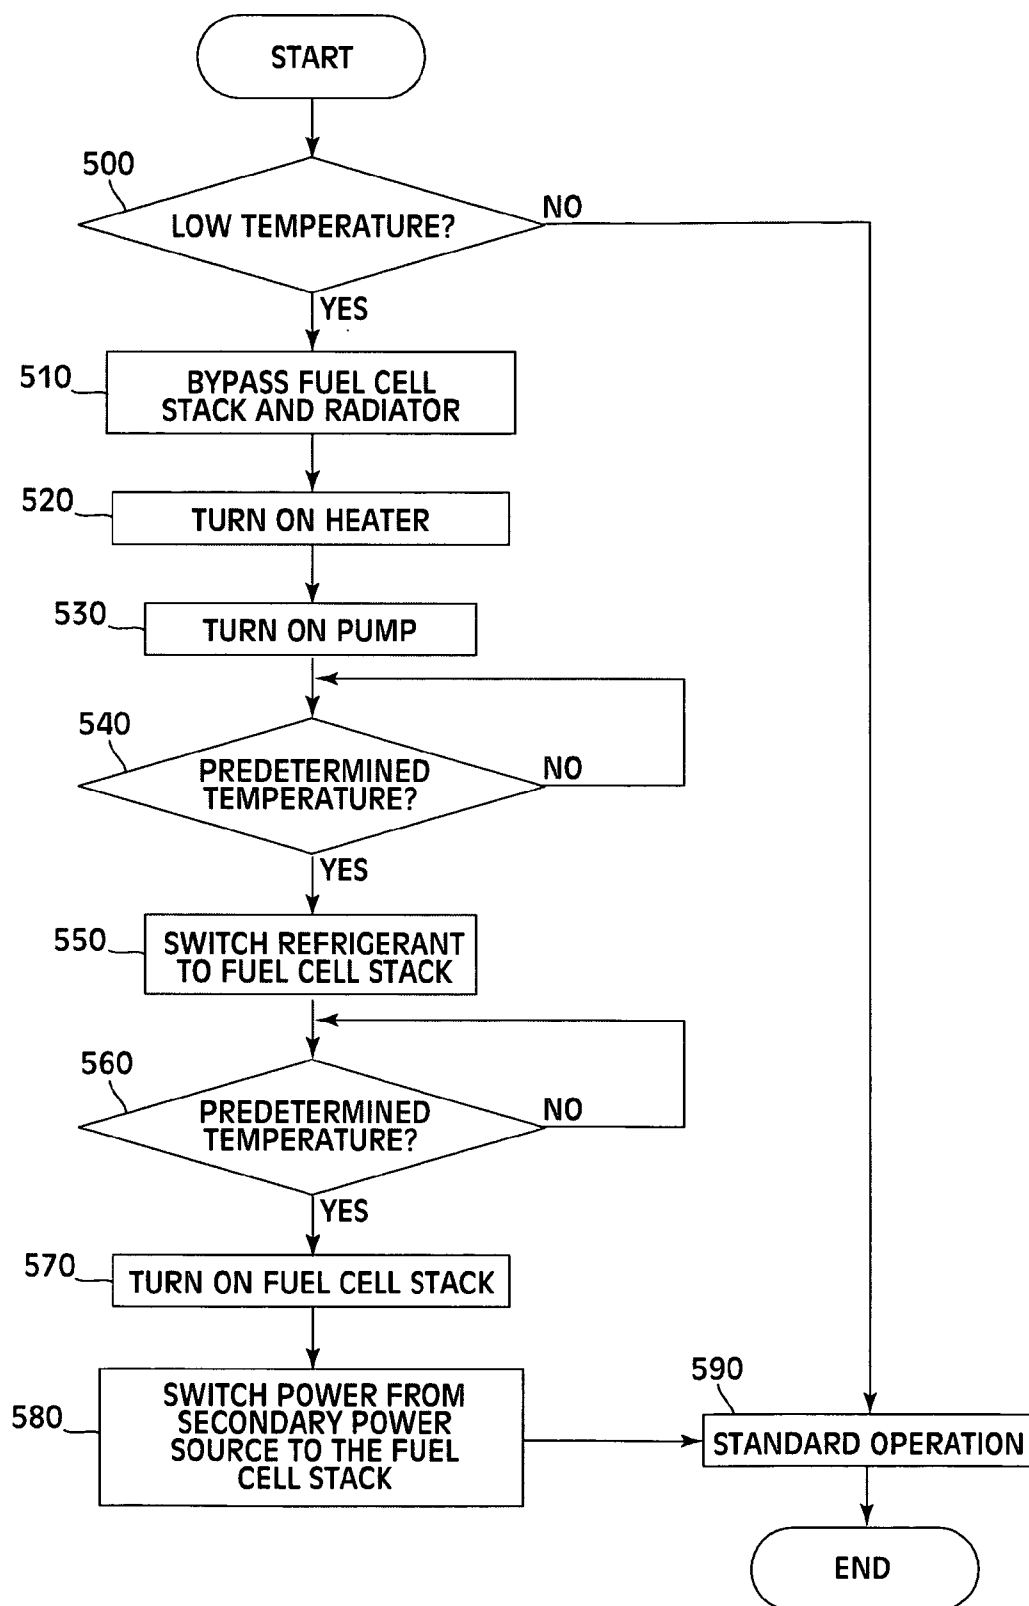 START
500
LOW TEMPERATURE?
NO
YES
510
BYPASS FUEL CELL
STACK AND RADIATOR
520
TURN ON HEATER
530
TURN ON PUMP
540
PREDETERMINED
TEMPERATURE?
NO
YES
550
SWITCH REFRIGERANT
TO FUEL CELL STACK
560
PREDETERMINED
TEMPERATURE?
NO
YES
570
TURN ON FUEL CELL STACK
580
SWITCH POWER FROM
SECONDARY POWER
SOURCE TO THE FUEL
CELL STACK
590
STANDARD OPERATION
END